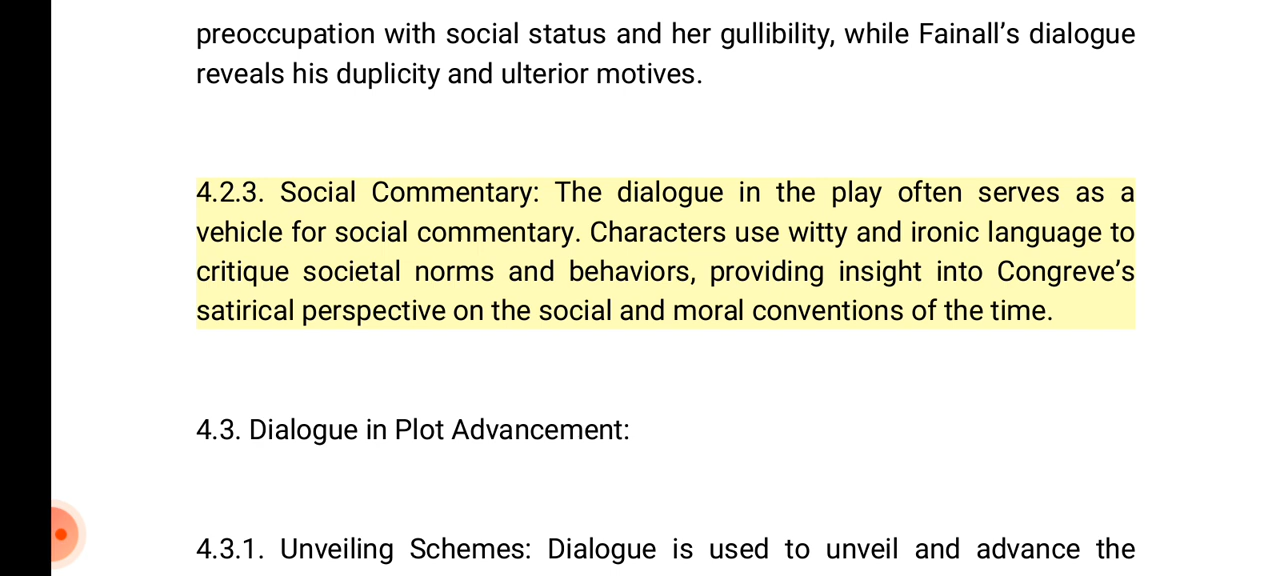 preoccupation with social status and her gullibility, while Fainall’s dialogue
reveals his duplicity and ulterior motives.
4.2.3. Social Commentary: The dialogue in the play often serves as a
vehicle for social commentary. Characters use witty and ironic language to
critique societal norms and behaviors, providing insight into Congreve’s
satirical perspective on the social and moral conventions of the time.
4.3. Dialogue in Plot Advancement:
4.3.1. Unveiling Schemes: Dialogue is used to unveil and advance the